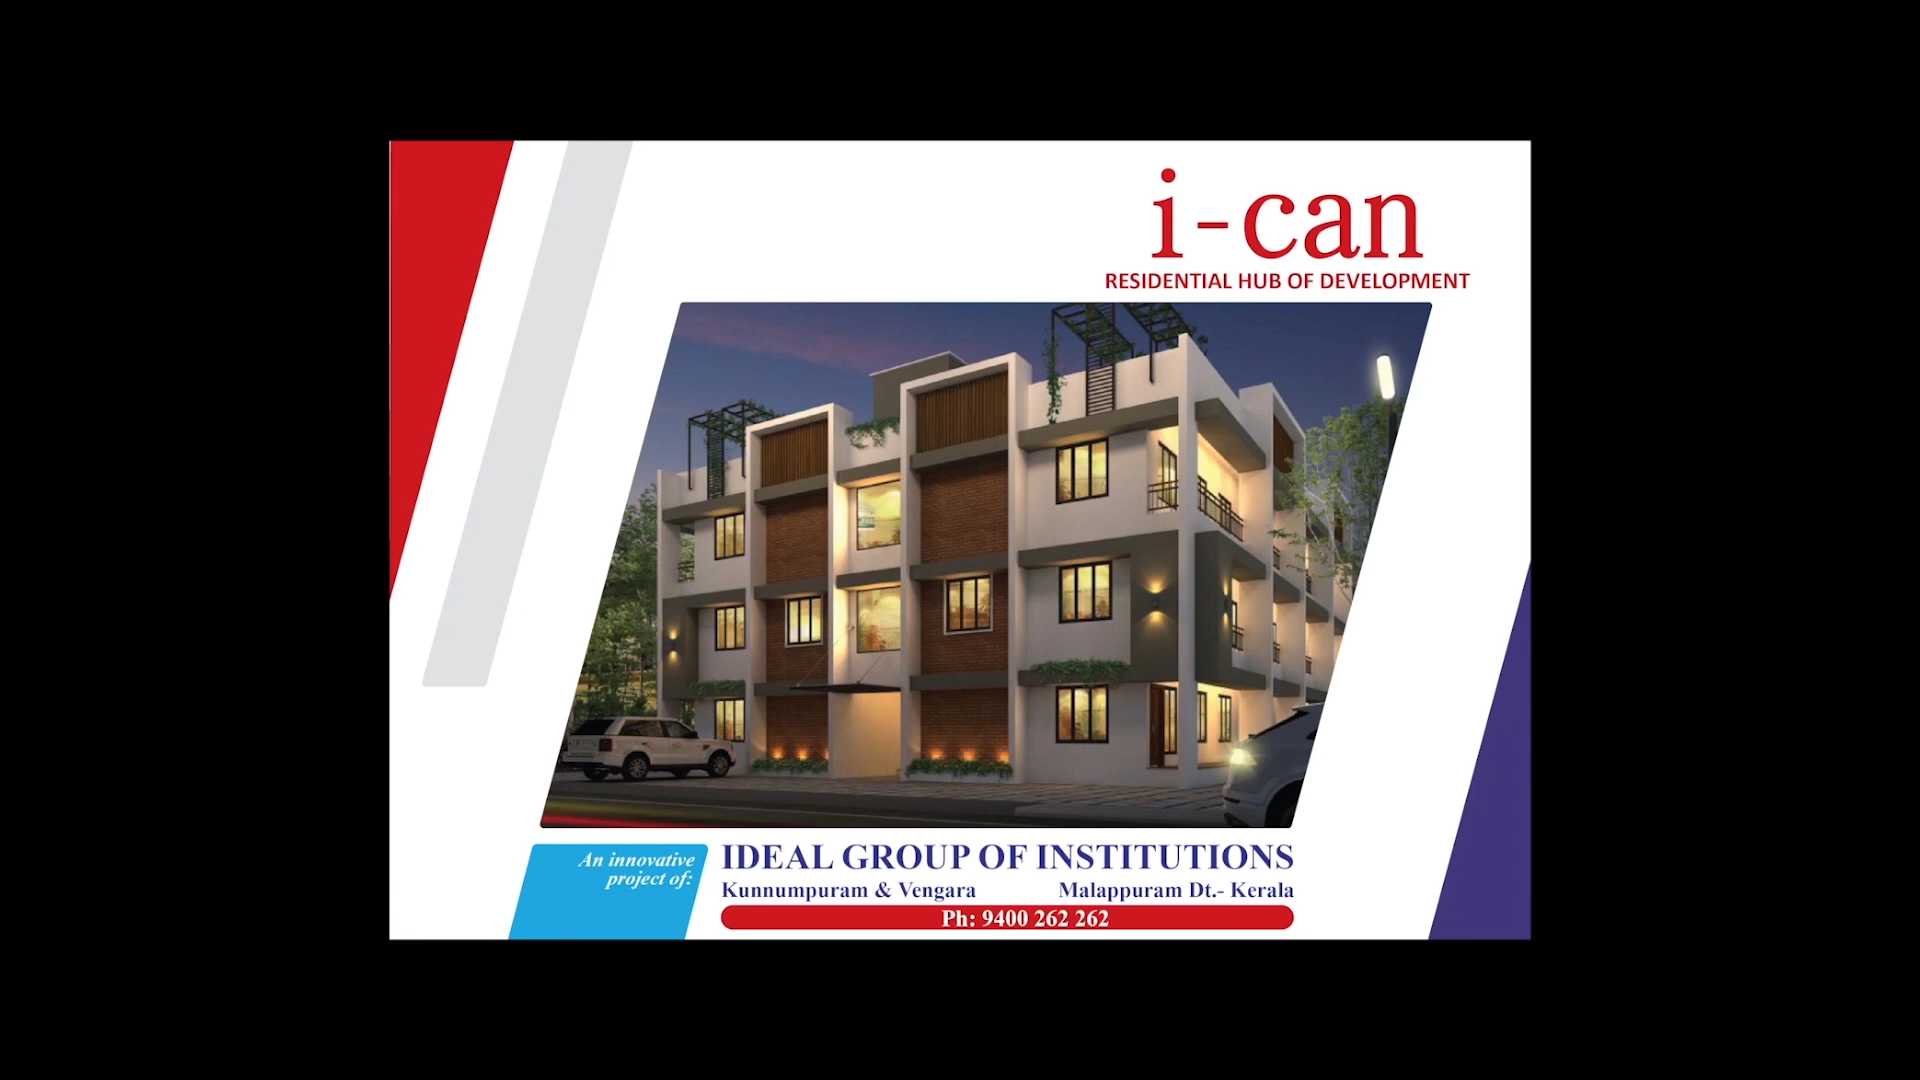 i-can
RESIDENTIAL HUB OF DEVELOPMENT
An innovative
project of:
IDEAL GROUP OF INSTITUTIONS
Kunnumpuram & Vengara Malappuram Dt.- Kerala
Ph: 9400 262 262